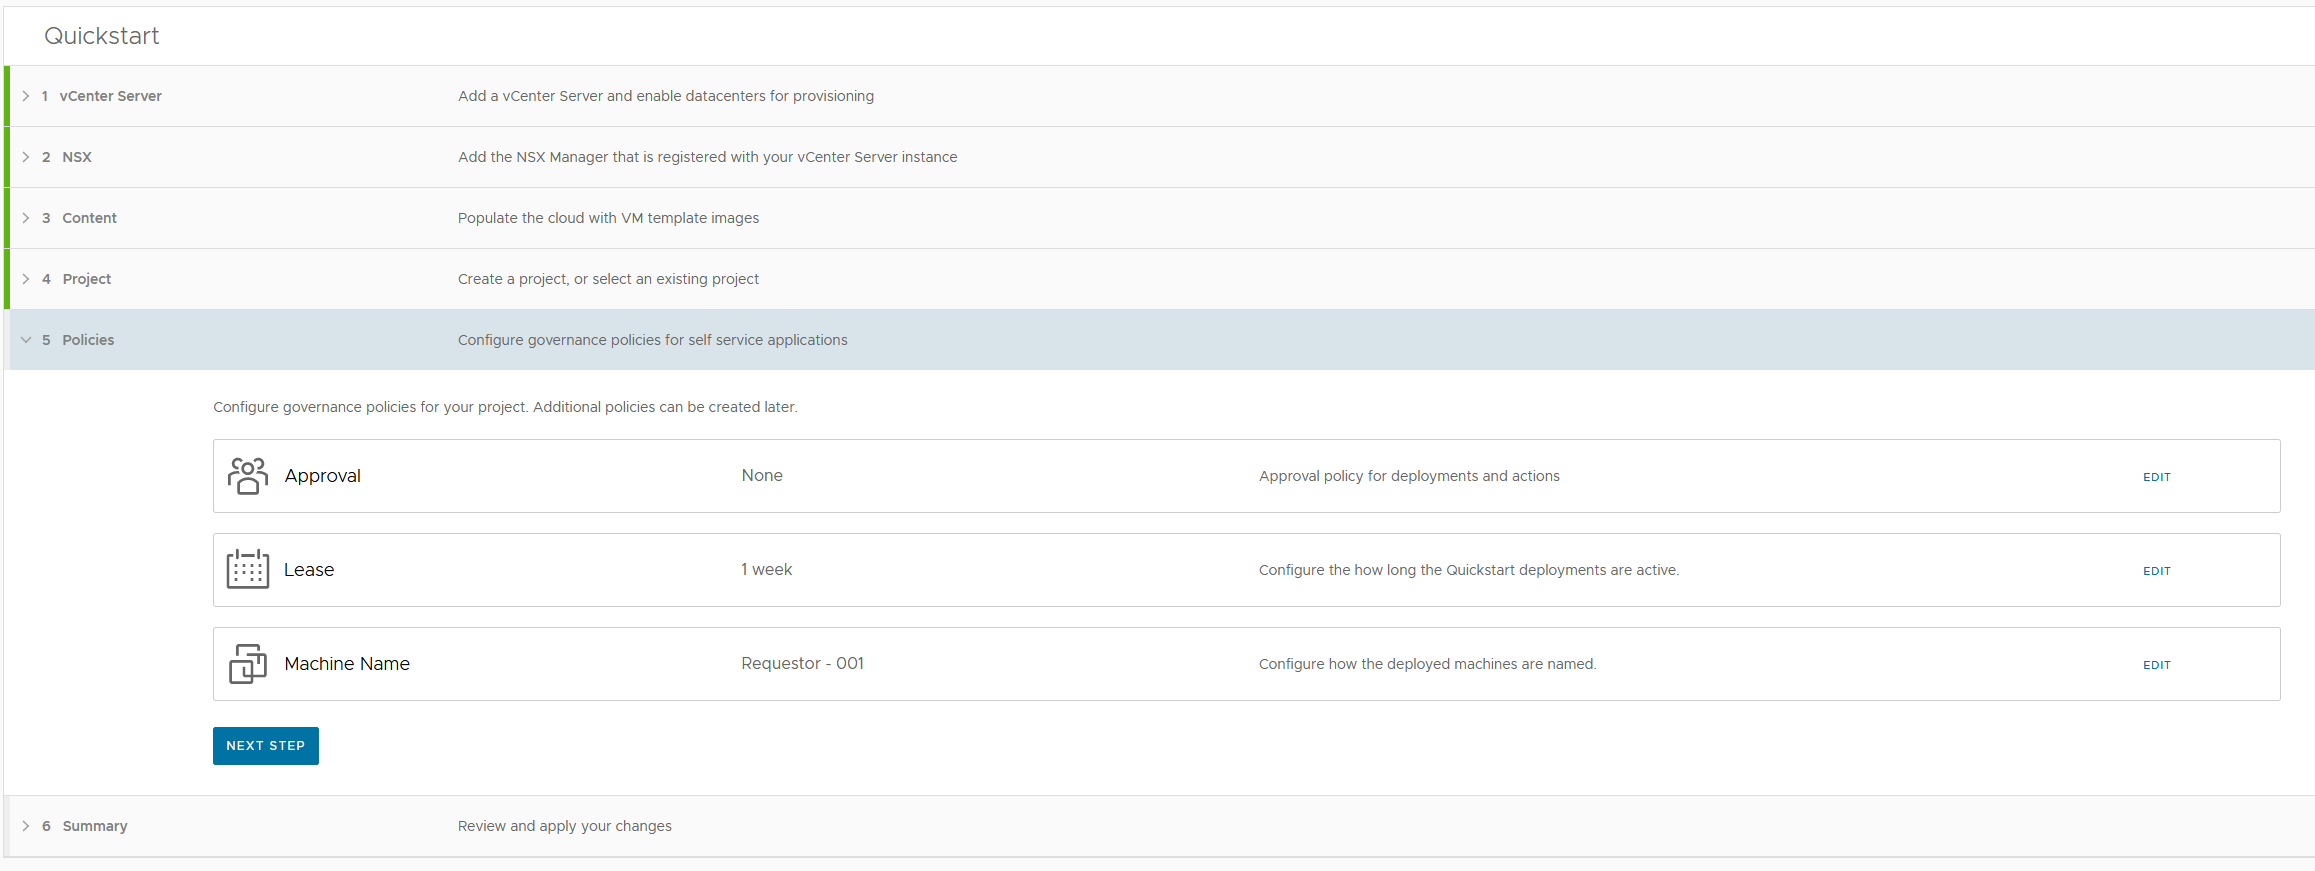 Quickstart
1 vCenter Server Add a vCenter Server and enable datacenters for provisioning
2 NSX Add the NSX Manager that is registered with your vCenter Server instance
3 Content Populate the cloud with VM template images
4 Project Create a project, or select an existing project
5 Policies Configure governance policies for self service applications
Configure governance policies for your project. Additional policies can be created later.
Approval None Approval policy for deployments and actions EDIT
Lease 1 week Configure the how long the Quickstart deployments are active. EDIT
Machine Name Requestor - 001 Configure how the deployed machines are named. EDIT
NEXT STEP
6 Summary Review and apply your changes